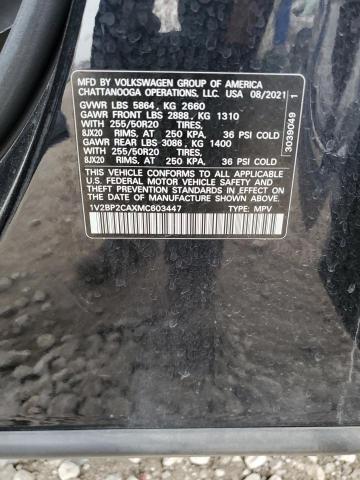 MFD BY VOLKSWAGEN GROUP OF AMERICA
CHATTANOOGA OPERATIONS, LLC. USA 08/2021
GVWR LBS 5864, KG 2660
GAWR FRONT LBS 2888, KG 1310
WITH 255/50R20 TIRES,
8JX20 RIMS, AT 250 KPA, 36 PSI COLD
GAWR REAR LBS 3086, KG 1400
WITH 255/50R20 TIRES,
8JX20 RIMS, AT 250 KPA, 36 PSI COLD
THIS VEHICLE CONFORMS TO ALL APPLICABLE
U.S. FEDERAL MOTOR VEHICLE SAFETY STANDARDS
IN EFFECT ON THE DATE OF MANUFACTURE
SHOWN ABOVE.
1V2BP2CAXMC603447 TYPE: MPV
3039049 1